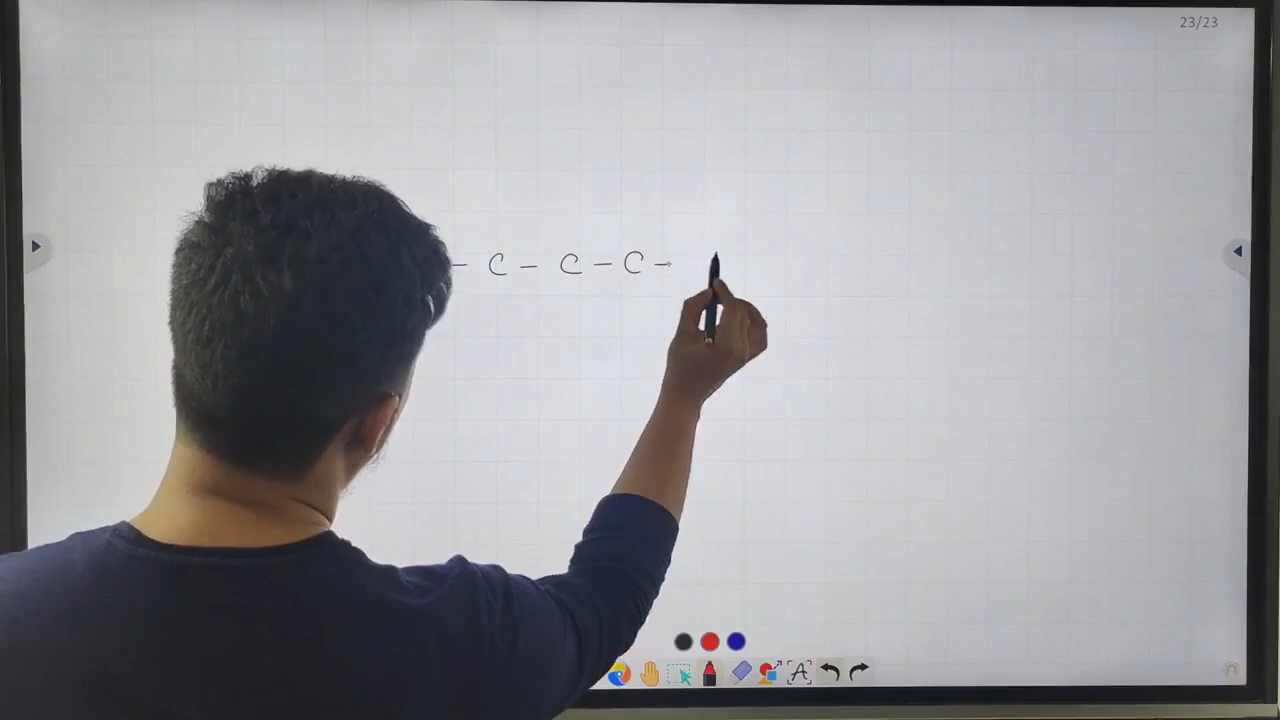 23/23
– C – C – C →